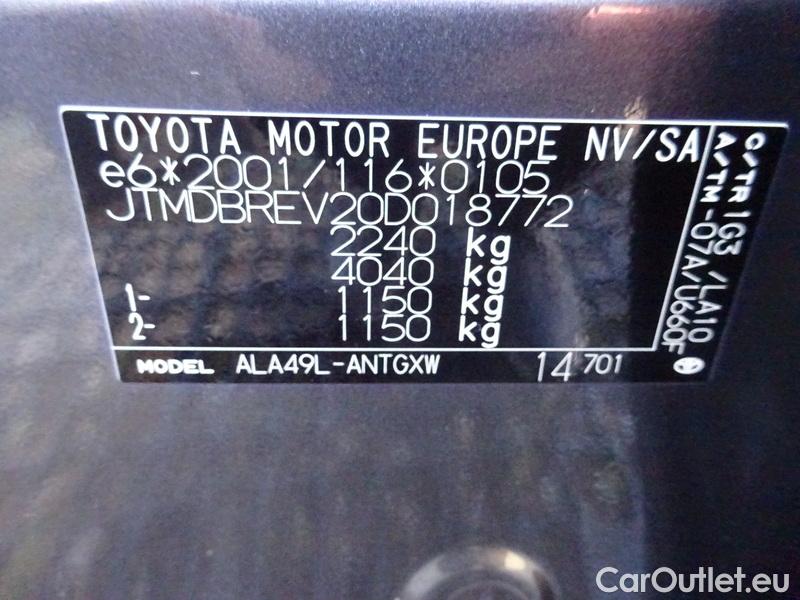 TOYOTA MOTOR EUROPE NV/SA
e6*2001/116*0105
JTMDBREV20D018772
2240 kg
4040 kg
1- 1150 kg
2- 1150 kg
MODEL ALA49L-ANTGXW 14 701
C/TR 1G3 /LA10
A/TM -07A/U660F
CarOutlet.eu